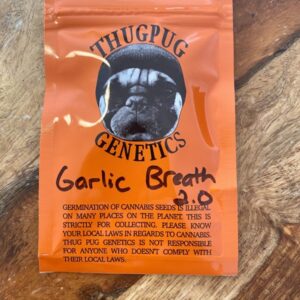 THUGPUG
GENETICS
Garlic Breath
2.0
GERMINATION OF CANNABIS SEEDS IS ILLEGAL
ON MANY PLACES ON THE PLANET. THIS IS
STRICTLY FOR COLLECTING. PLEASE KNOW
YOUR LOCAL LAWS IN REGARDS TO CANNABIS.
THUG PUG GENETICS IS NOT RESPONSIBLE
FOR ANYONE WHO DOESN'T COMPLY WITH
THEIR LOCAL LAWS.